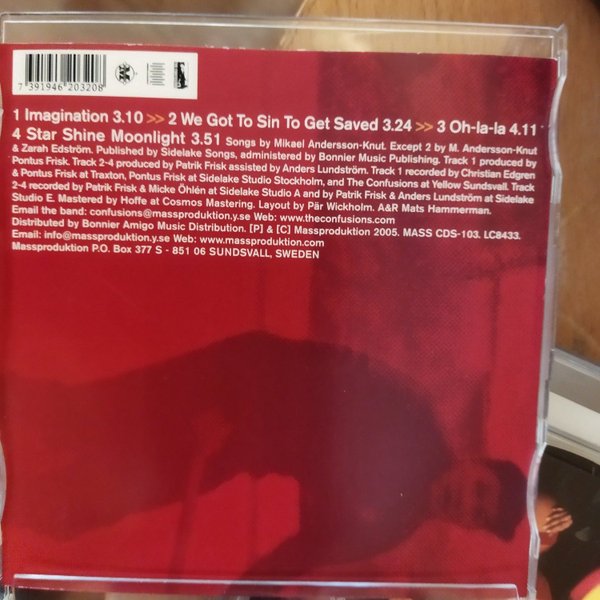 7 391946 203208
1 Imagination 3.10 >> 2 We Got To Sin To Get Saved 3.24 >> 3 Oh-la-la 4.11
4 Star Shine Moonlight 3.51 Songs by Mikael Andersson-Knut. Except 2 by M. Andersson-Knut
& Zarah Edström. Published by Sidelake Songs, administered by Bonnier Music Publishing. Track 1 produced by
Pontus Frisk. Track 2-4 produced by Patrik Frisk assisted by Anders Lundström. Track 1 recorded by Christian Edgren
& Pontus Frisk at Traxton, Pontus Frisk at Sidelake Studio Stockholm, and The Confusions at Yellow Sundsvall. Track
2-4 recorded by Patrik Frisk & Micke Öhlén at Sidelake Studio A and by Patrik Frisk & Anders Lundström at Sidelake
Studio E. Mastered by Hoffe at Cosmos Mastering. Layout by Pär Wickholm. A&R Mats Hammerman.
Email the band: confusions@massproduktion.y.se Web: www.theconfusions.com
Distributed by Bonnier Amigo Music Distribution. [P] & [C] Massproduktion 2005. MASS CDS-103. LC8433.
Email: info@massproduktion.y.se Web: www.massproduktion.com
Massproduktion P.O. Box 377 S - 851 06 SUNDSVALL, SWEDEN